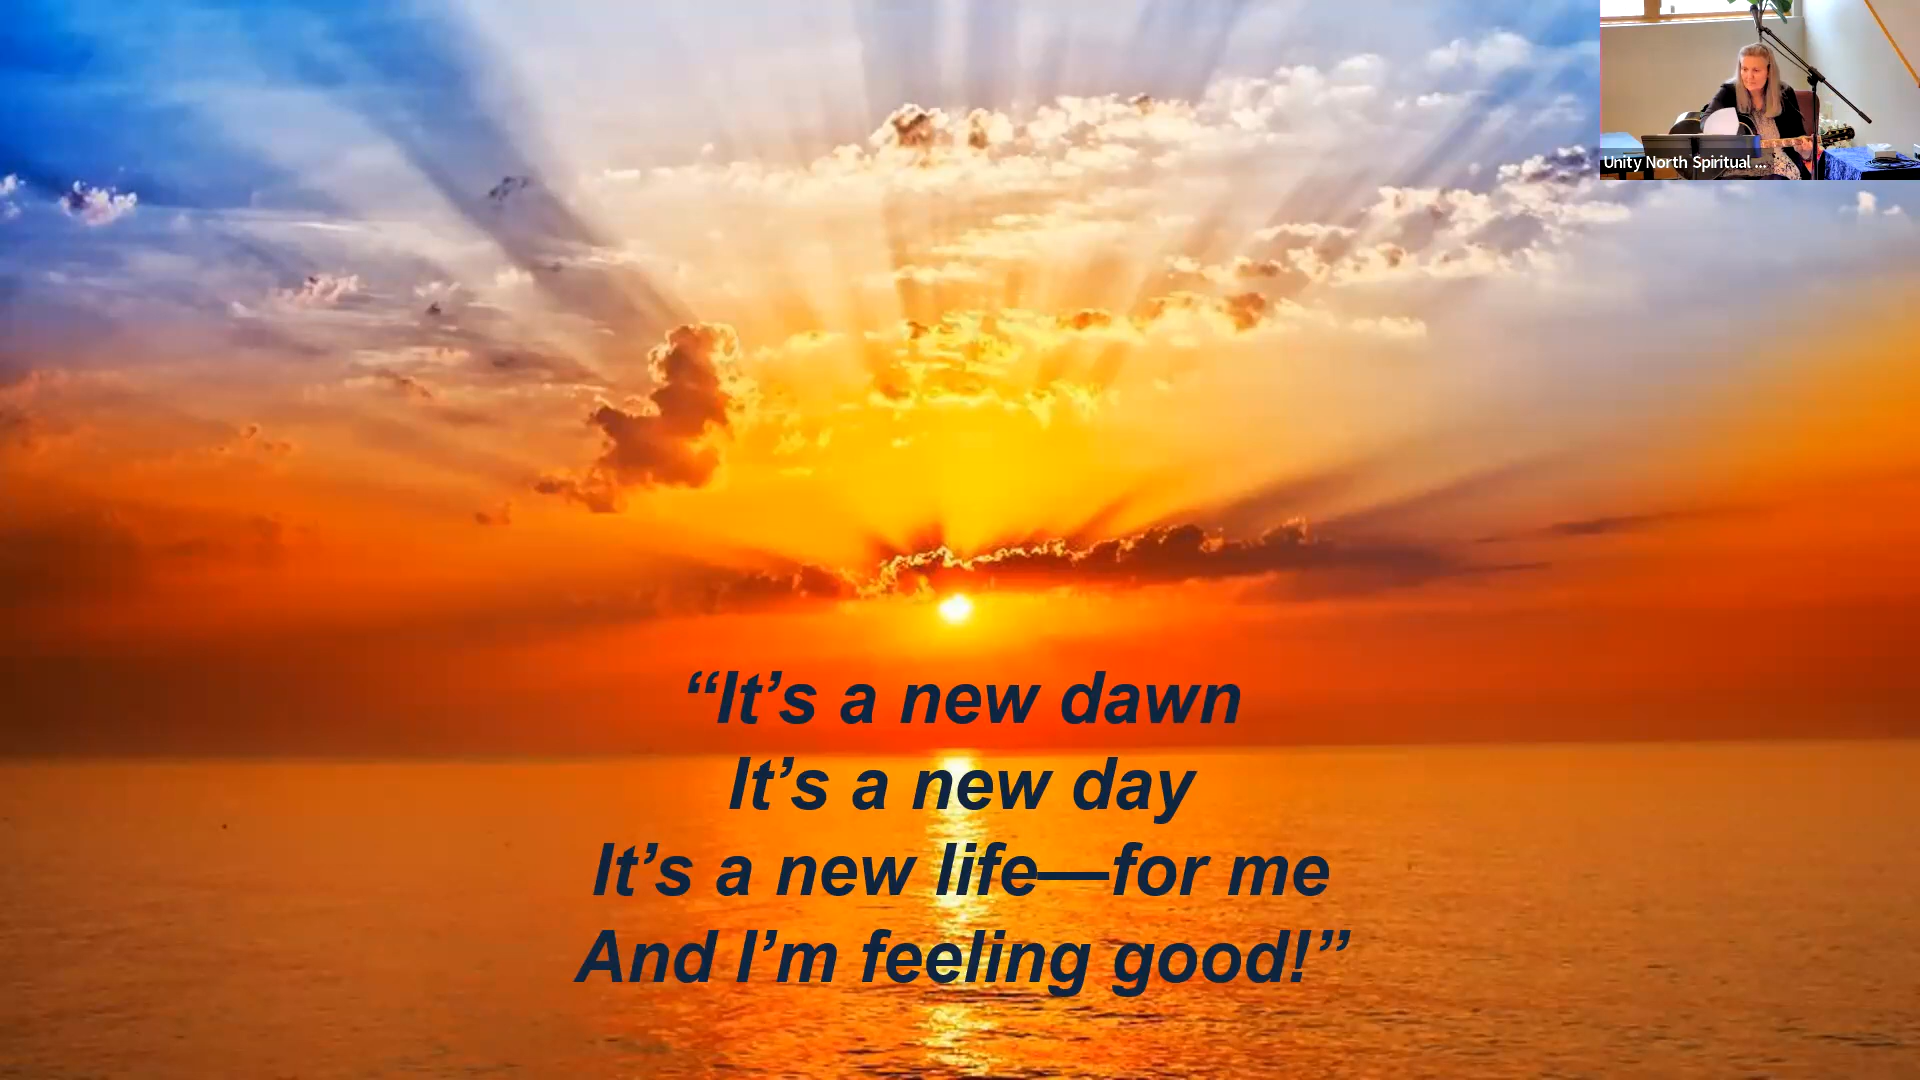 Unity North Spiritual ...
“It’s a new dawn
It’s a new day
It’s a new life—for me
And I’m feeling good!”